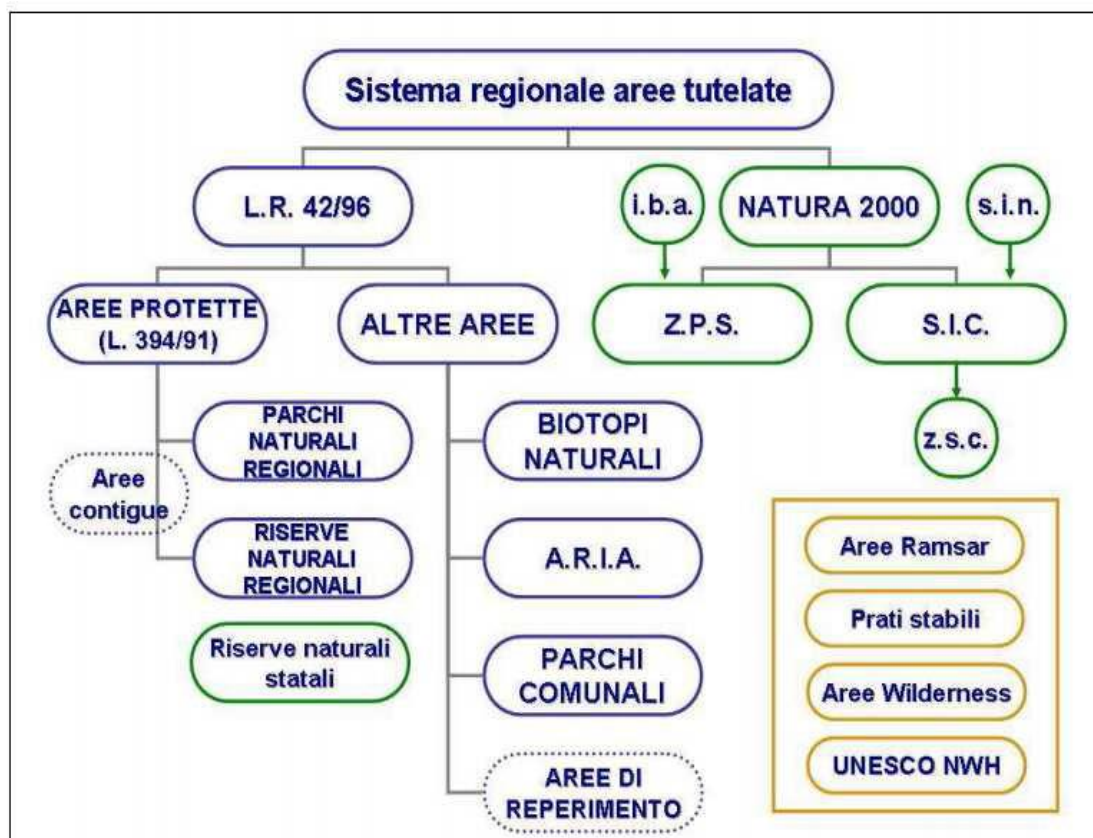 Sistema regionale aree tutelate
L.R. 42/96
i.b.a.
NATURA 2000
s.i.n.
AREE PROTETTE
(L. 394/91)
ALTRE AREE
Z.P.S.
S.I.C.
PARCHI
NATURALI
REGIONALI
BIOTOPI
NATURALI
z.s.c.
Aree
contigue
RISERVE
NATURALI
REGIONALI
A.R.I.A.
Riserve naturali
statali
PARCHI
COMUNALI
AREE DI
REPERIMENTO
Aree Ramsar
Prati stabili
Aree Wilderness
UNESCO NWH